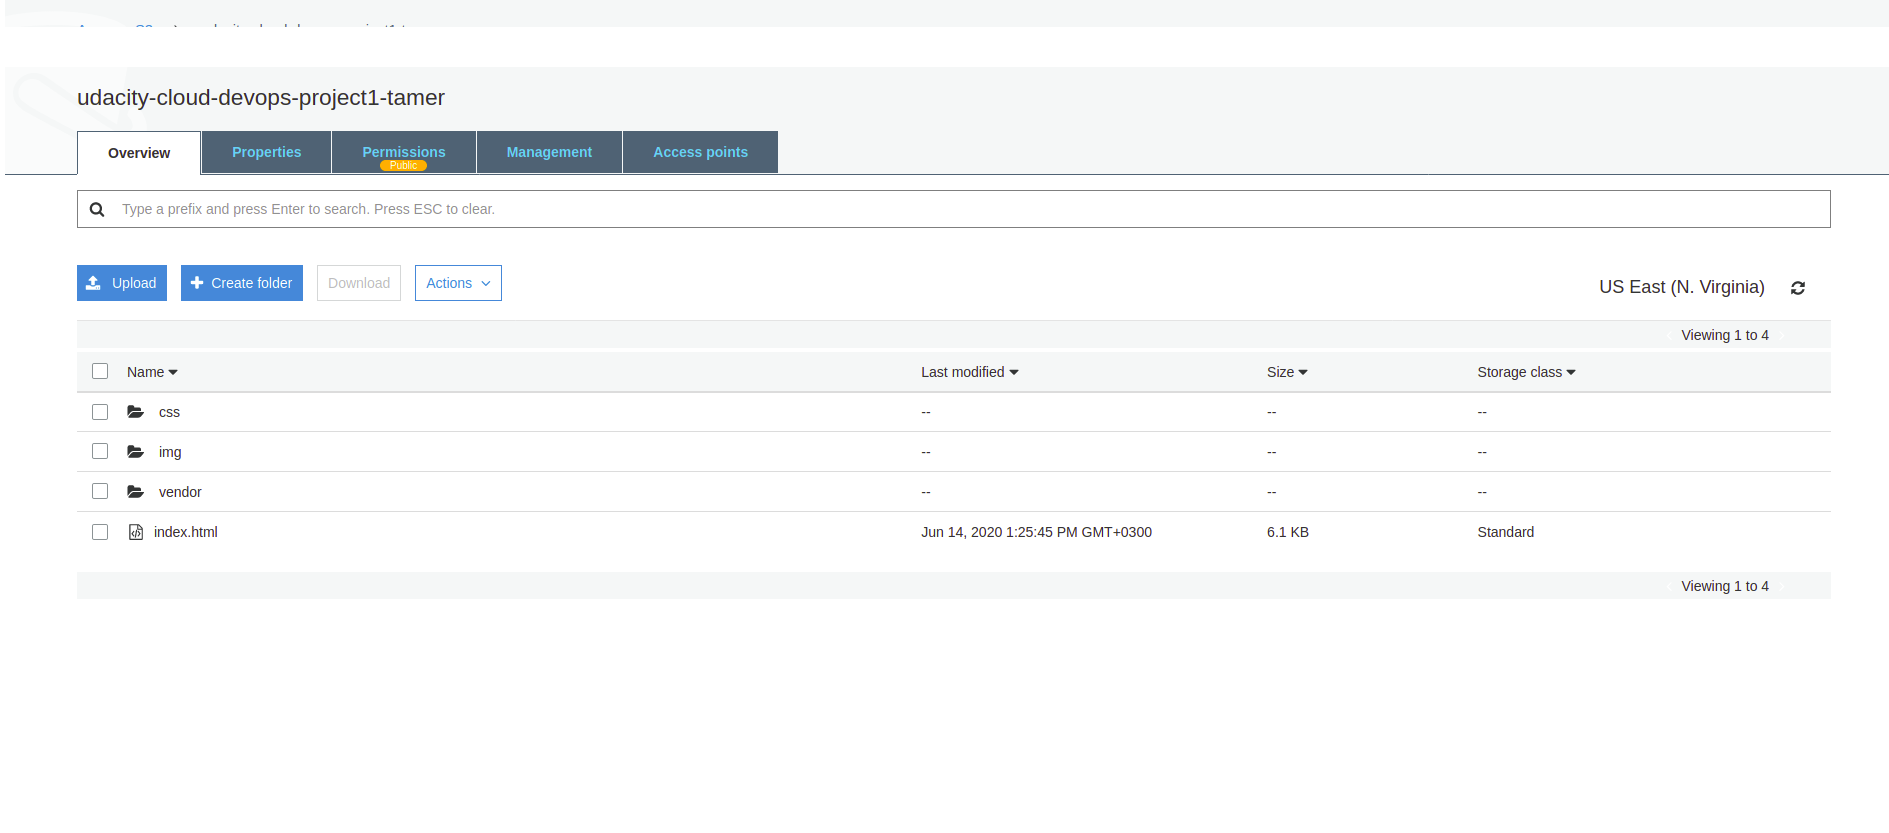 udacity-cloud-devops-project1-tamer
Overview Properties Permissions Management Access points
Public
Type a prefix and press Enter to search. Press ESC to clear.
Upload Create folder Download Actions
US East (N. Virginia)
Viewing 1 to 4
Name Last modified Size Storage class
css -- -- --
img -- -- --
vendor -- -- --
index.html Jun 14, 2020 1:25:45 PM GMT+0300 6.1 KB Standard
Viewing 1 to 4